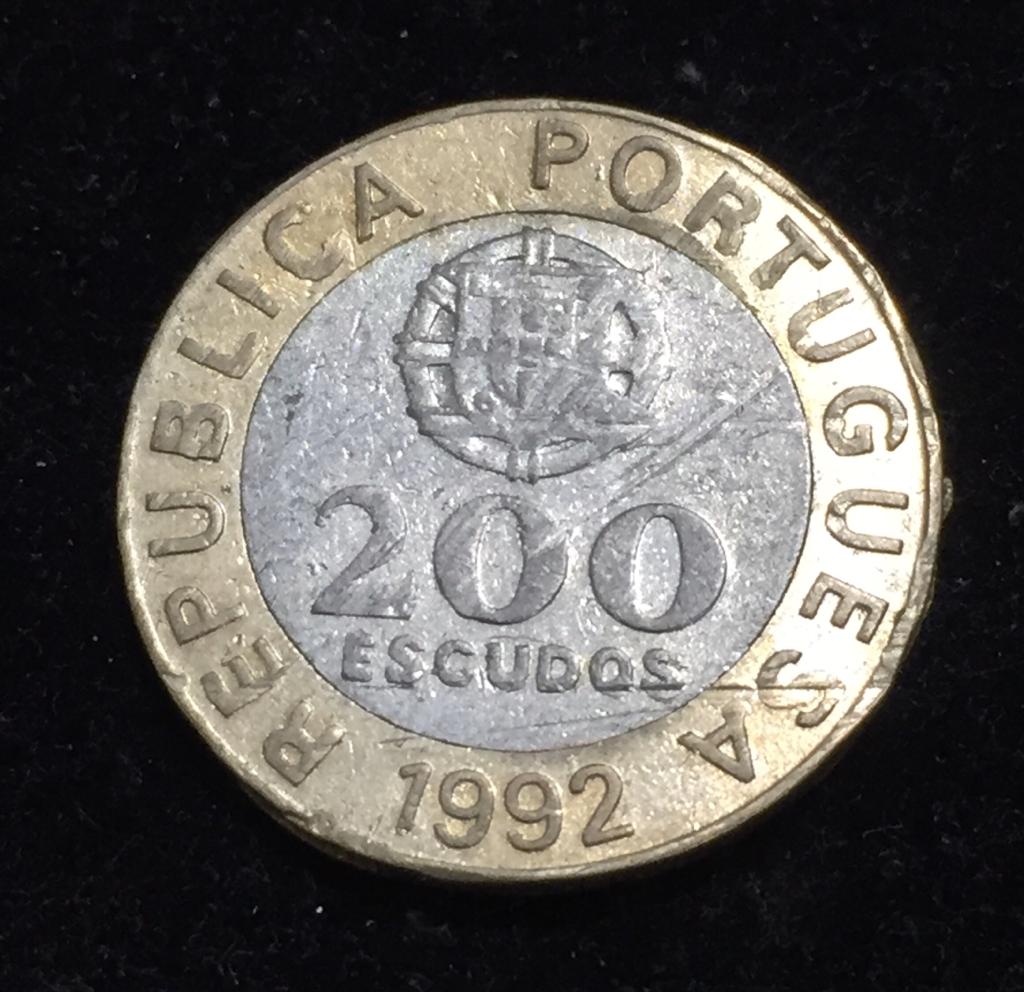 REPUBLICA PORTUGUESA
200
ESCUDOS
1992